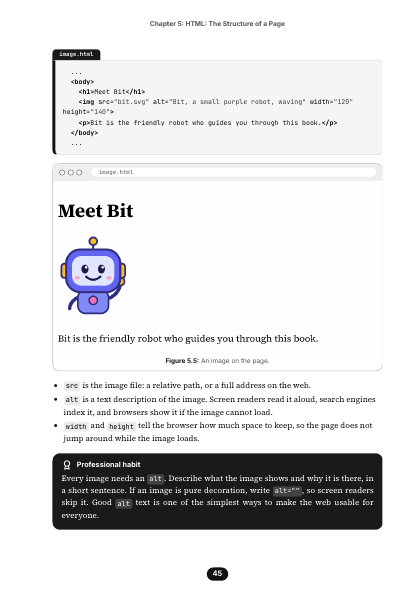 Chapter 5: HTML: The Structure of a Page
image.html
...
<body>
<h1>Meet Bit</h1>
<img src="bit.svg" alt="Bit, a small purple robot, waving" width="120"
height="140">
<p>Bit is the friendly robot who guides you through this book.</p>
</body>
...
image.html
Meet Bit
Bit is the friendly robot who guides you through this book.
Figure 5.5: An image on the page.
• src is the image file: a relative path, or a full address on the web.
• alt is a text description of the image. Screen readers read it aloud, search engines
index it, and browsers show it if the image cannot load.
• width and height tell the browser how much space to keep, so the page does not
jump around while the image loads.
Professional habit
Every image needs an alt. Describe what the image shows and why it is there, in
a short sentence. If an image is pure decoration, write alt="", so screen readers
skip it. Good alt text is one of the simplest ways to make the web usable for
everyone.
45